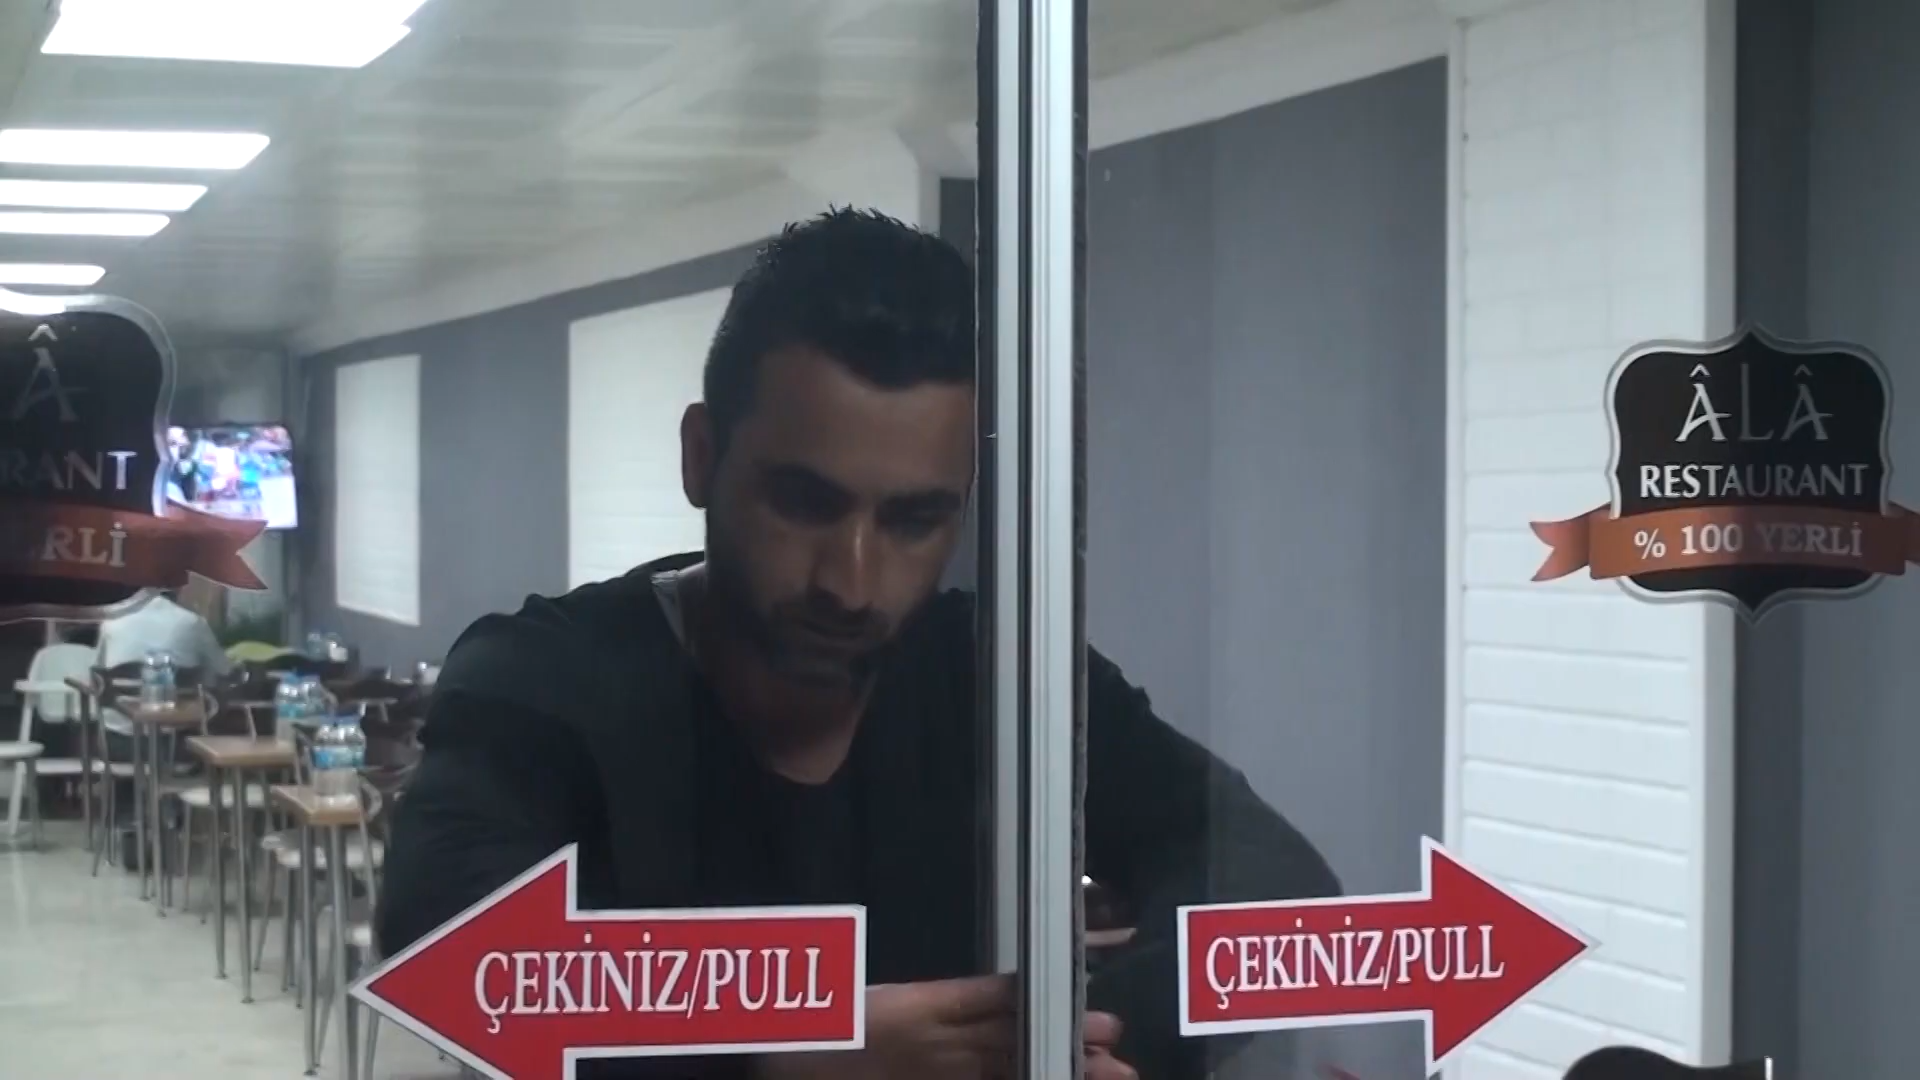 ÂLÂ
RESTAURANT
% 100 YERLİ
ÇEKİNİZ/PULL
ÇEKİNİZ/PULL